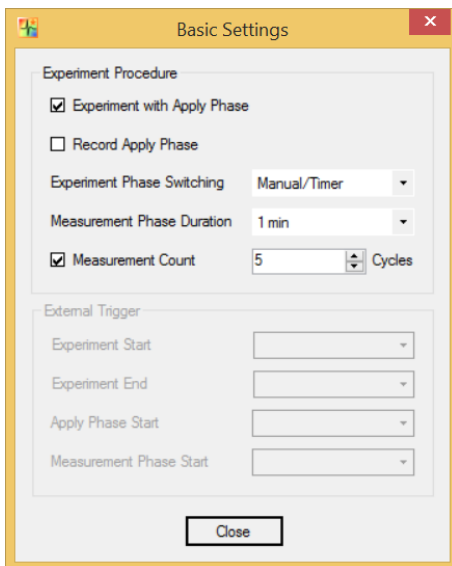 Basic Settings
Experiment Procedure
Experiment with Apply Phase
Record Apply Phase
Experiment Phase Switching Manual/Timer
Measurement Phase Duration 1 min
Measurement Count 5 Cycles
External Trigger
Experiment Start
Experiment End
Apply Phase Start
Measurement Phase Start
Close